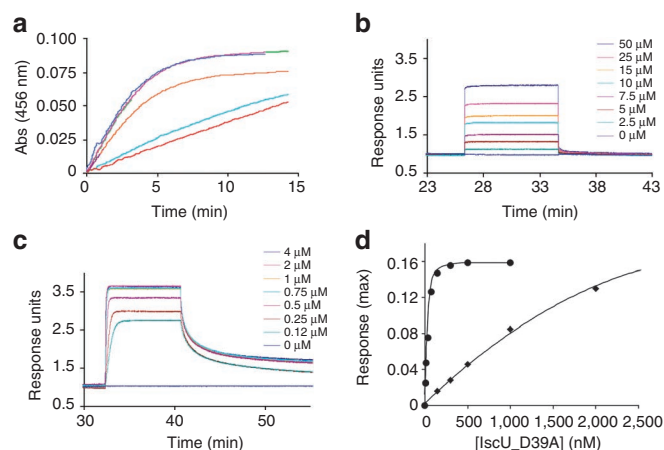 a
Abs (456 nm)
0.100
0.075
0.050
0.025
0
0 5 10 15
Time (min)
b
Response units
2.5
1.5
0.5
23 28 33 38 43
Time (min)
50 µM
25 µM
15 µM
10 µM
7.5 µM
5 µM
2.5 µM
0 µM
c
Response units
3.5
2.5
1.5
0.5
30 40 50
Time (min)
4 µM
2 µM
1 µM
0.75 µM
0.5 µM
0.25 µM
0.12 µM
0 µM
d
Response (max)
0.16
0.12
0.08
0.04
0
0 500 1,000 1,500 2,000 2,500
[IscU_D39A] (nM)